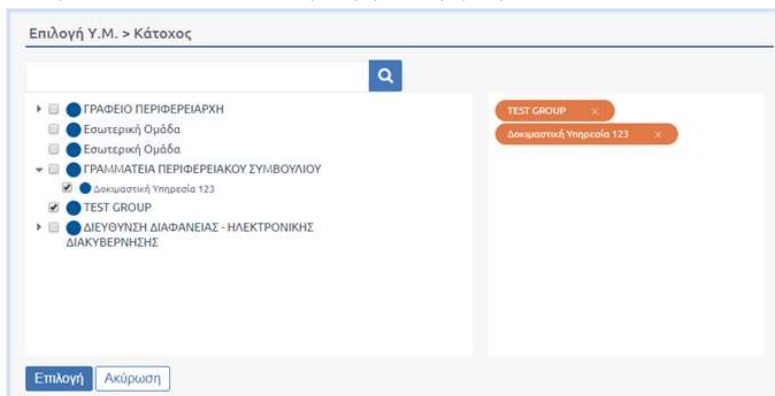 Επιλογή Υ.Μ. > Κάτοχος
ΓΡΑΦΕΙΟ ΠΕΡΙΦΕΡΕΙΑΡΧΗ
Εσωτερική Ομάδα
Εσωτερική Ομάδα
ΓΡΑΜΜΑΤΕΙΑ ΠΕΡΙΦΕΡΕΙΑΚΟΥ ΣΥΜΒΟΥΛΙΟΥ
Δοκιμαστική Υπηρεσία 123
TEST GROUP
ΔΙΕΥΘΥΝΣΗ ΔΙΑΦΑΝΕΙΑΣ - ΗΛΕΚΤΡΟΝΙΚΗΣ
ΔΙΑΚΥΒΕΡΝΗΣΗΣ
TEST GROUP ×
Δοκιμαστική Υπηρεσία 123 ×
Επιλογή Ακύρωση